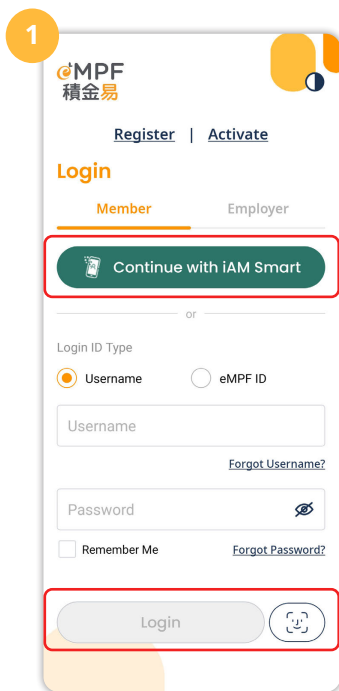 1
eMPF
積金易
Register | Activate
Login
Member Employer
Continue with iAM Smart
or
Login ID Type
Username eMPF ID
Username
Forgot Username?
Password
Remember Me Forgot Password?
Login